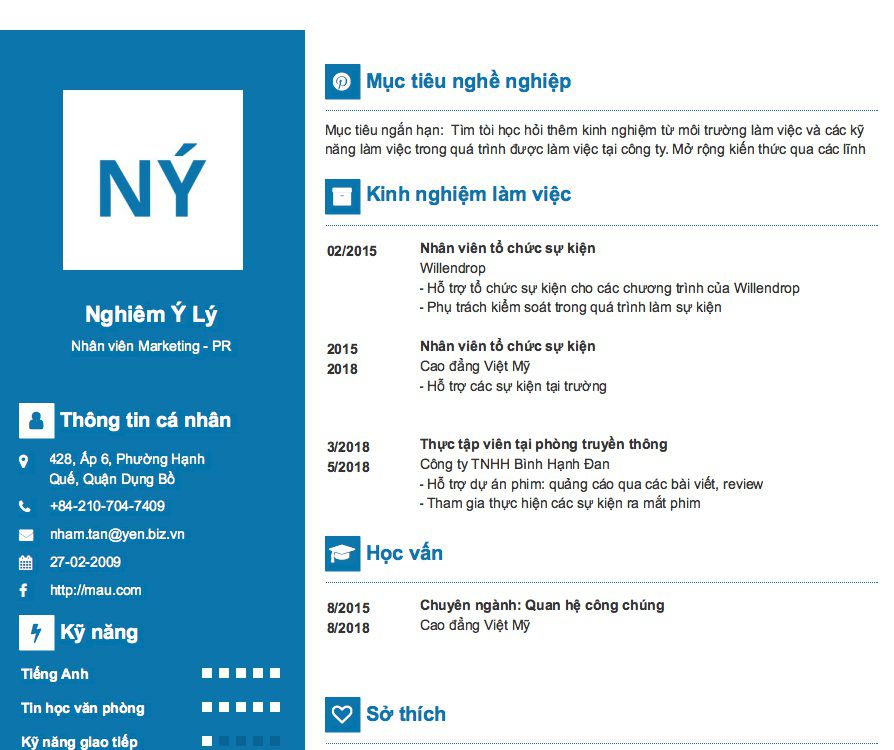 NÝ
Nghiêm Ý Lý
Nhân viên Marketing - PR
Thông tin cá nhân
428, Ấp 6, Phường Hạnh
Quế, Quận Dụng Bồ
+84-210-704-7409
nham.tan@yen.biz.vn
27-02-2009
http://mau.com
Kỹ năng
Tiếng Anh
Tin học văn phòng
Kỹ năng giao tiếp
Mục tiêu nghề nghiệp
Mục tiêu ngắn hạn: Tìm tòi học hỏi thêm kinh nghiệm từ môi trường làm việc và các kỹ
năng làm việc trong quá trình được làm việc tại công ty. Mở rộng kiến thức qua các lĩnh
Kinh nghiệm làm việc
02/2015
Nhân viên tổ chức sự kiện
Willendrop
- Hỗ trợ tổ chức sự kiện cho các chương trình của Willendrop
- Phụ trách kiểm soát trong quá trình làm sự kiện
2015
2018
Nhân viên tổ chức sự kiện
Cao đẳng Việt Mỹ
- Hỗ trợ các sự kiện tại trường
3/2018
5/2018
Thực tập viên tại phòng truyền thông
Công ty TNHH Bình Hạnh Đan
- Hỗ trợ dự án phim: quảng cáo qua các bài viết, review
- Tham gia thực hiện các sự kiện ra mắt phim
Học vấn
8/2015
8/2018
Chuyên ngành: Quan hệ công chúng
Cao đẳng Việt Mỹ
Sở thích